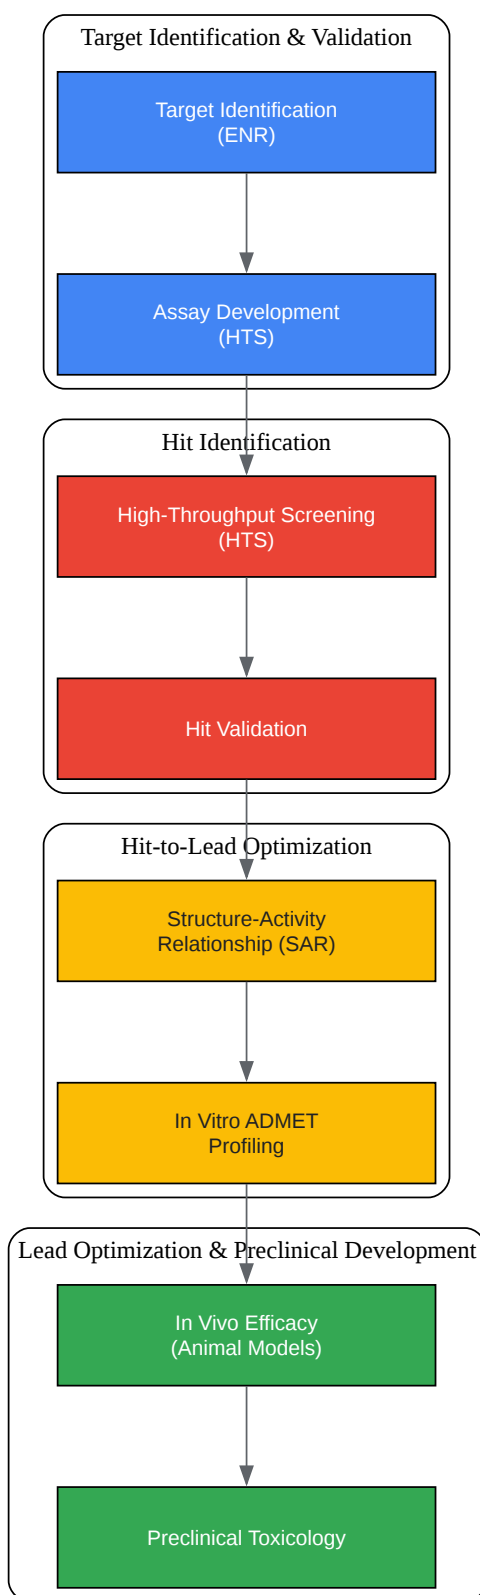 Target Identification & Validation
Target Identification
(ENR)
Assay Development
(HTS)
Hit Identification
High-Throughput Screening
(HTS)
Hit Validation
Hit-to-Lead Optimization
Structure-Activity
Relationship (SAR)
In Vitro ADMET
Profiling
Lead Optimization & Preclinical Development
In Vivo Efficacy
(Animal Models)
Preclinical Toxicology